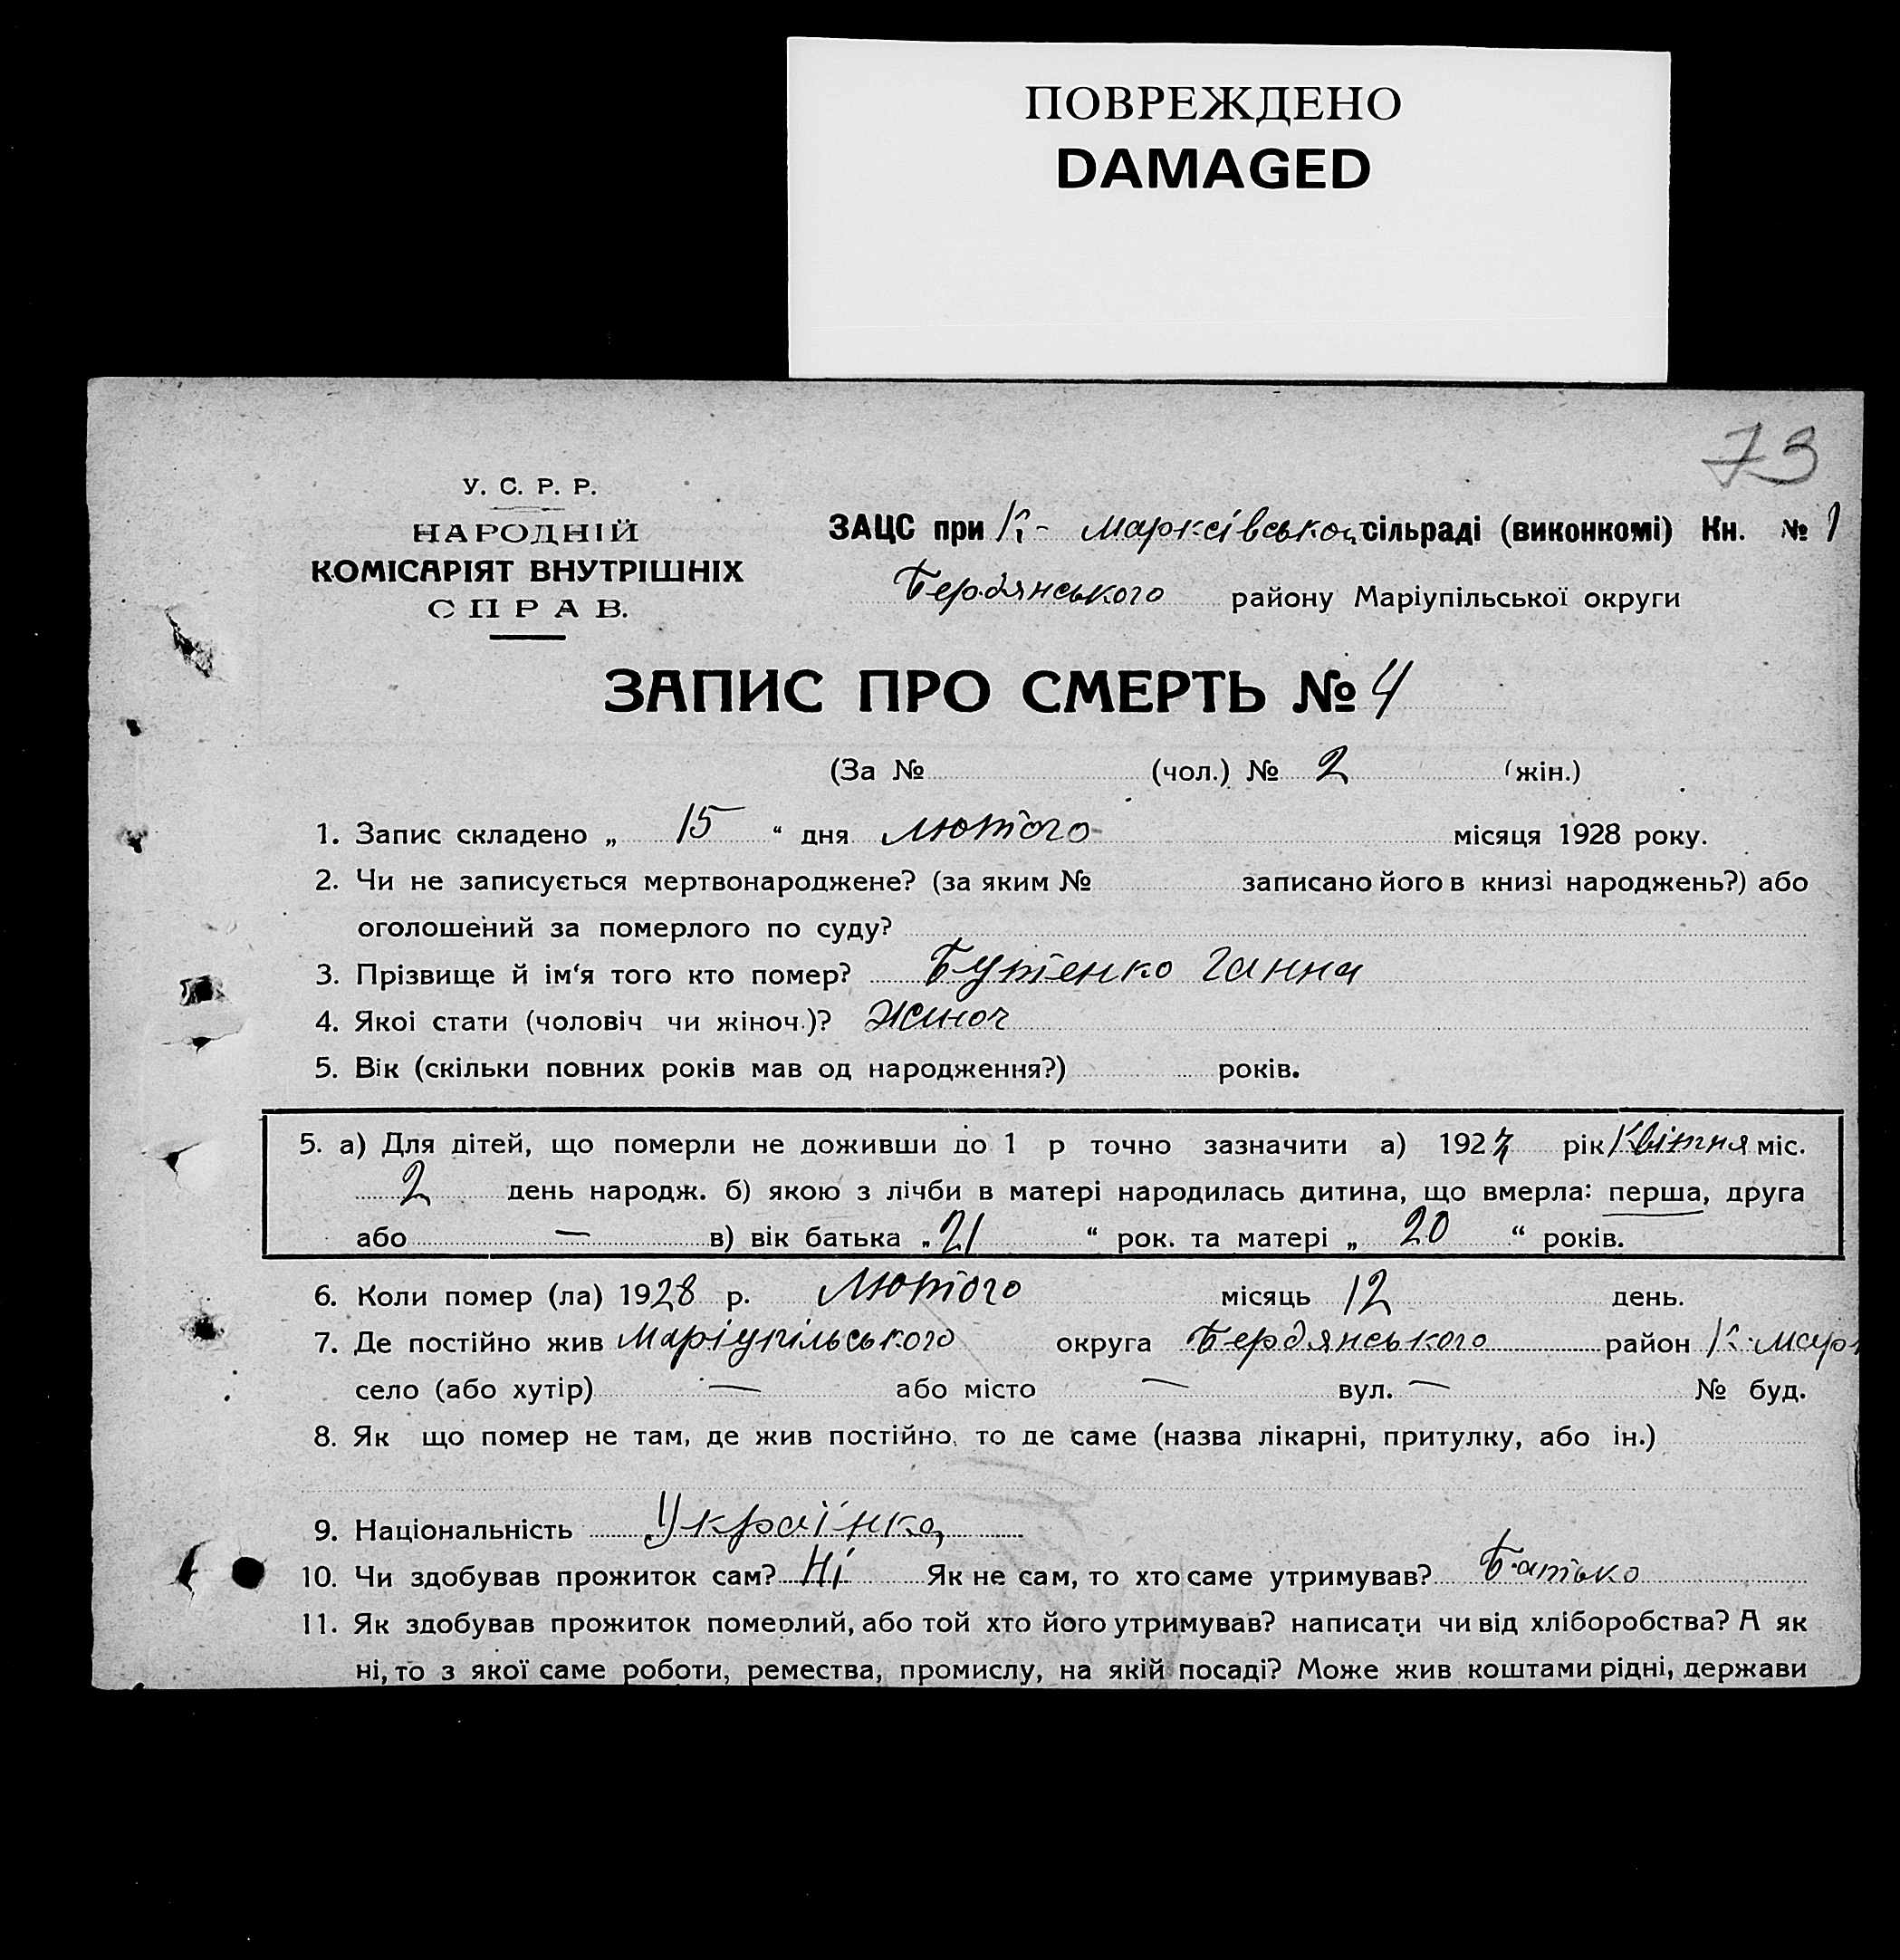 ПОВРЕЖДЕНО
DAMAGED
73
У. С. Р. Р.
НАРОДНІЙ
КОМІСАРІЯТ ВНУТРІШНІХ
СПРАВ.
ЗАЦС при К-Марксівської сільраді (виконкомі) Кн. № 1
Бердянського району Маріупільської округи
ЗАПИС ПРО СМЕРТЬ № 4
(За № (чол.) № 2 (жін.)
1. Запис складено „ 15 “ дня лютого місяця 1928 року.
2. Чи не записується мертвонароджене? (за яким № записано його в книзі народжень?) або
оголошений за померлого по суду?
3. Прізвище й ім‘я того кто помер? Бутенко Ганна
4. Якоі стати (чоловіч чи жіноч.)? Жиноч
5. Вік (скільки повних років мав од народження?) років.
5. а) Для дітей, що померли не доживши до 1 р точно зазначити а) 1927 рік Квітня міс.
2 день народж. б) якою з лічби в матері народилась дитина, що вмерла: перша, друга
або — в) вік батька „ 21 “ рок. та матері „ 20 “ років.
6. Коли помер (ла) 1928 р. Лютого місяць 12 день.
7. Де постійно жив Маріупільського округа Бердянського район К-Марк
село (або хутір) — або місто — вул. — № буд.
8. Як що помер не там, де жив постійно, то де саме (назва лікарні, притулку, або ін.)
9. Національність Українка
10. Чи здобував прожиток сам? Ні Як не сам, то хто саме утримував? Батько
11. Як здобував прожиток померлий, або той хто його утримував? написати чи від хліборобства? А як
ні, то з якої саме роботи, ремества, промислу, на якій посаді? Може жив коштами рідні, держави